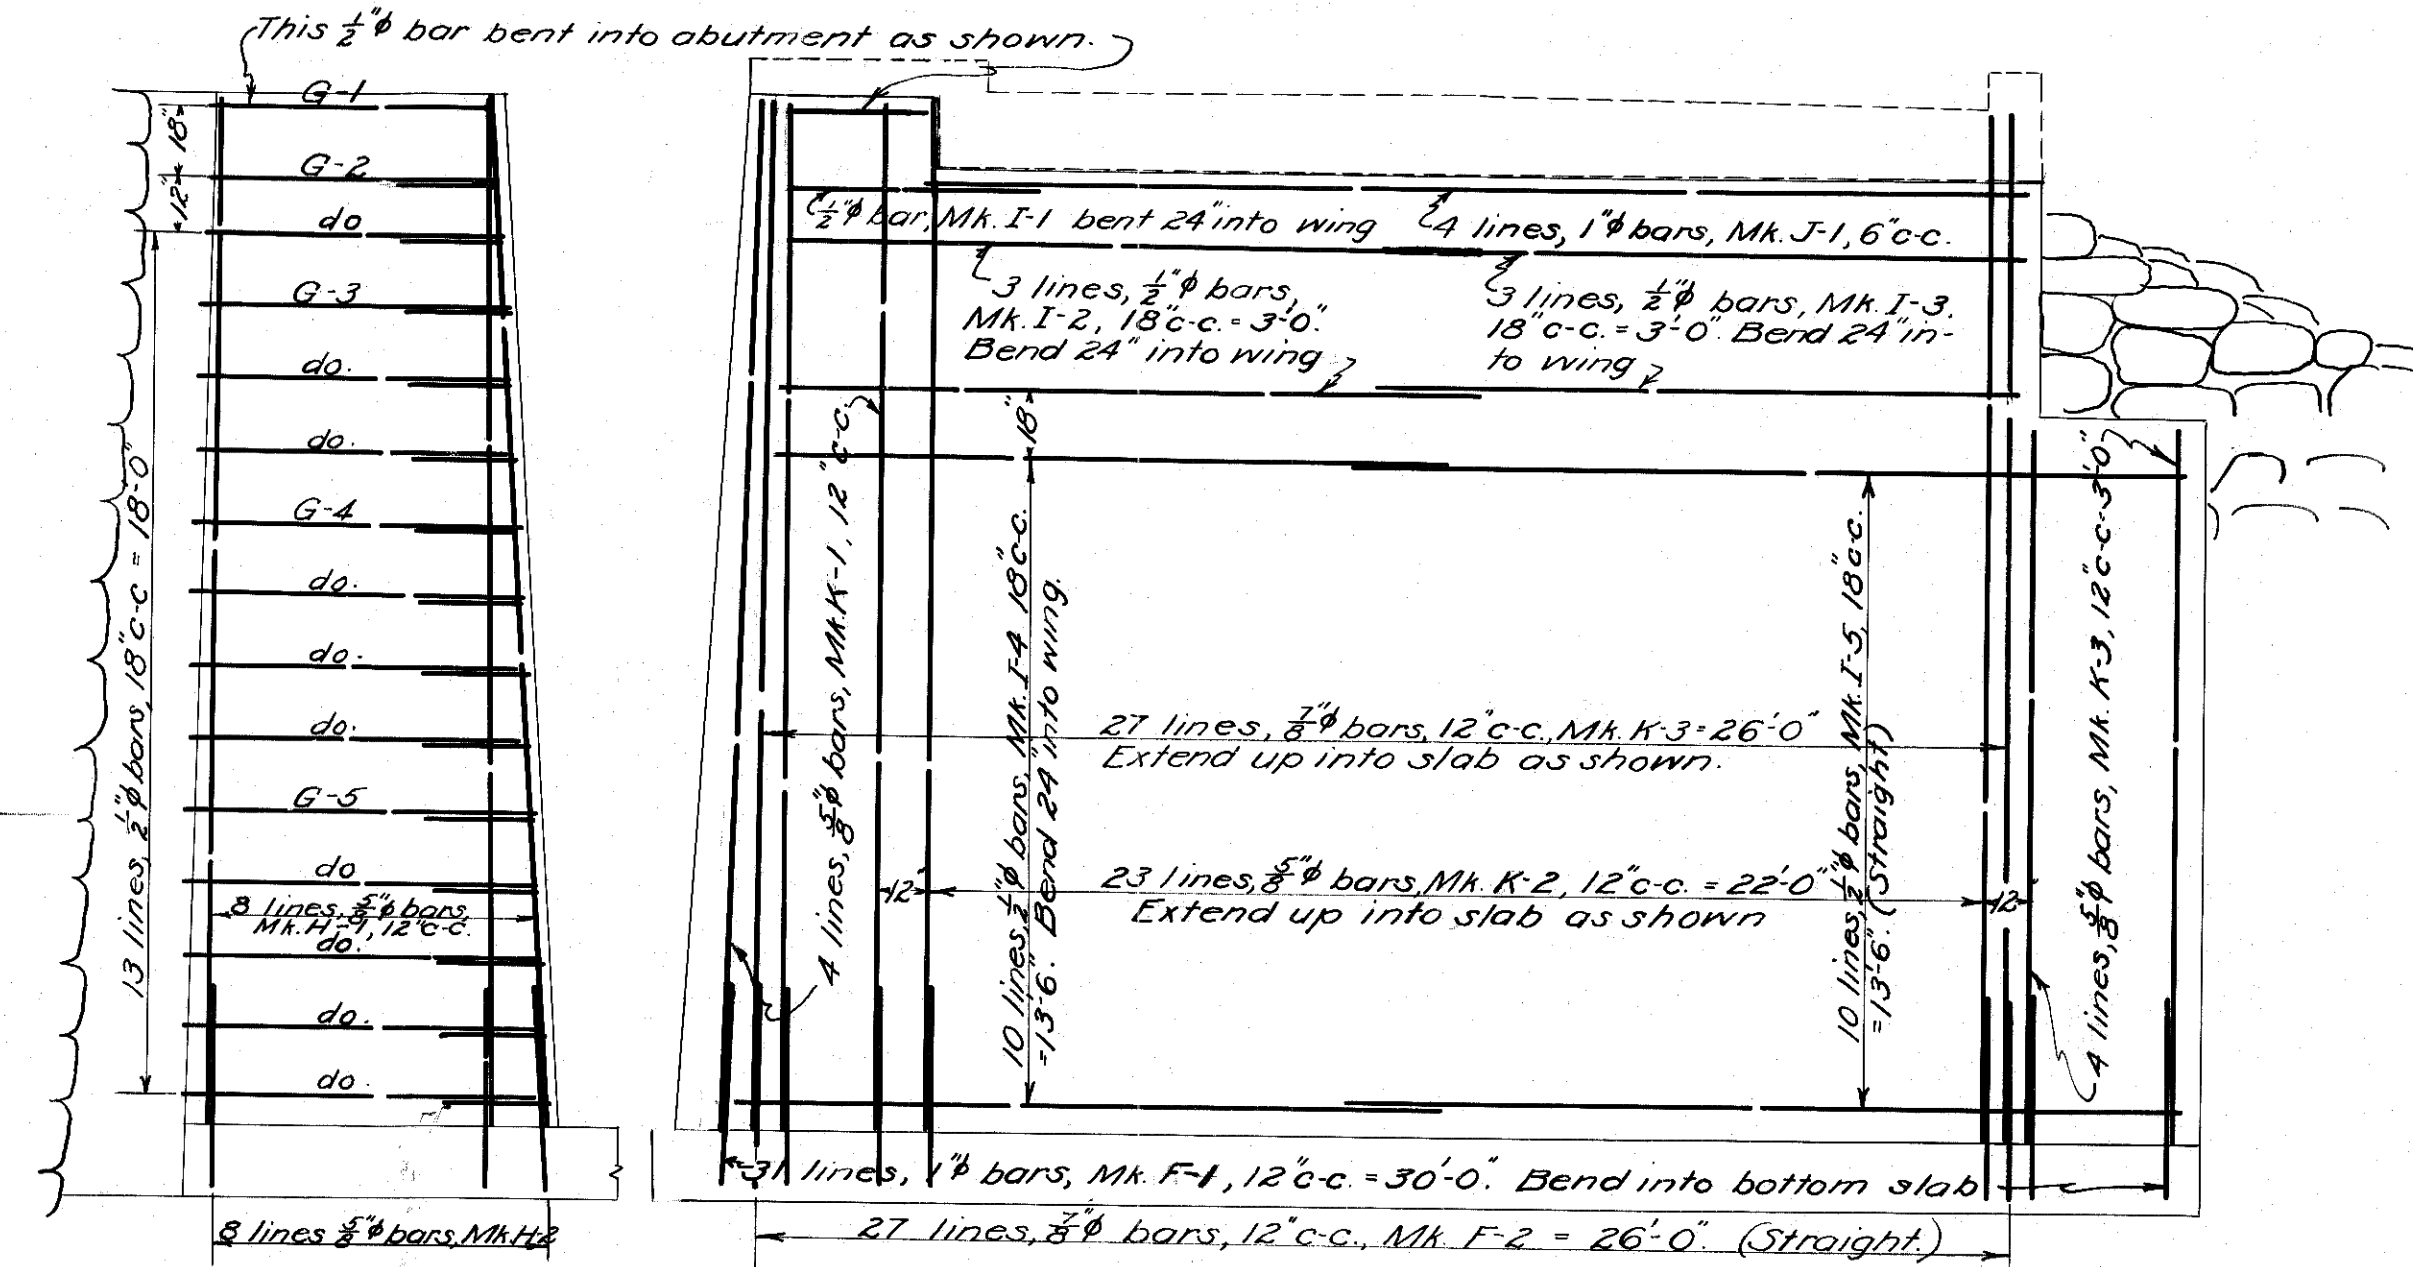 This 1/2"φ bar bent into abutment as shown.
G-1
18"
G-2
12"
do
G-3
do.
do.
G-4
do.
do.
do.
G-5
do
8 lines, 5/8"φ bars,
Mk. H-1, 12"c-c.
do.
do.
do.
13 lines, 1/2"φ bars, 18"c-c = 18'-0"
8 lines 5/8"φ bars, Mk. H-2
1/2"φ bar, Mk. I-1 bent 24" into wing
4 lines, 1"φ bars, Mk. J-1, 6"c-c.
3 lines, 1/2"φ bars,
Mk. I-2, 18"c-c. = 3'-0".
Bend 24" into wing
3 lines, 1/2"φ bars, Mk. I-3.
18"c-c. = 3'-0". Bend 24" in-
to wing
18"
4 lines, 5/8"φ bars, Mk. K-1, 12"c-c.
10 lines, 1/2"φ bars, Mk. I-4 18"c-c.
=13'-6". Bend 24" into wing.
27 lines, 7/8"φ bars, 12"c-c., Mk. K-3 = 26'-0"
Extend up into slab as shown.
12"
23 lines, 5/8"φ bars, Mk. K-2, 12"c-c. = 22'-0"
Extend up into slab as shown
12"
10 lines, 1/2"φ bars, Mk. I-5, 18"c-c.
=13'-6". (Straight)
4 lines, 5/8"φ bars, Mk. K-3, 12"c-c=3'-0"
31 lines, 1"φ bars, Mk. F-1, 12"c-c. = 30'-0". Bend into bottom slab
27 lines, 7/8"φ bars, 12"c-c., Mk. F-2 = 26'-0". (Straight.)